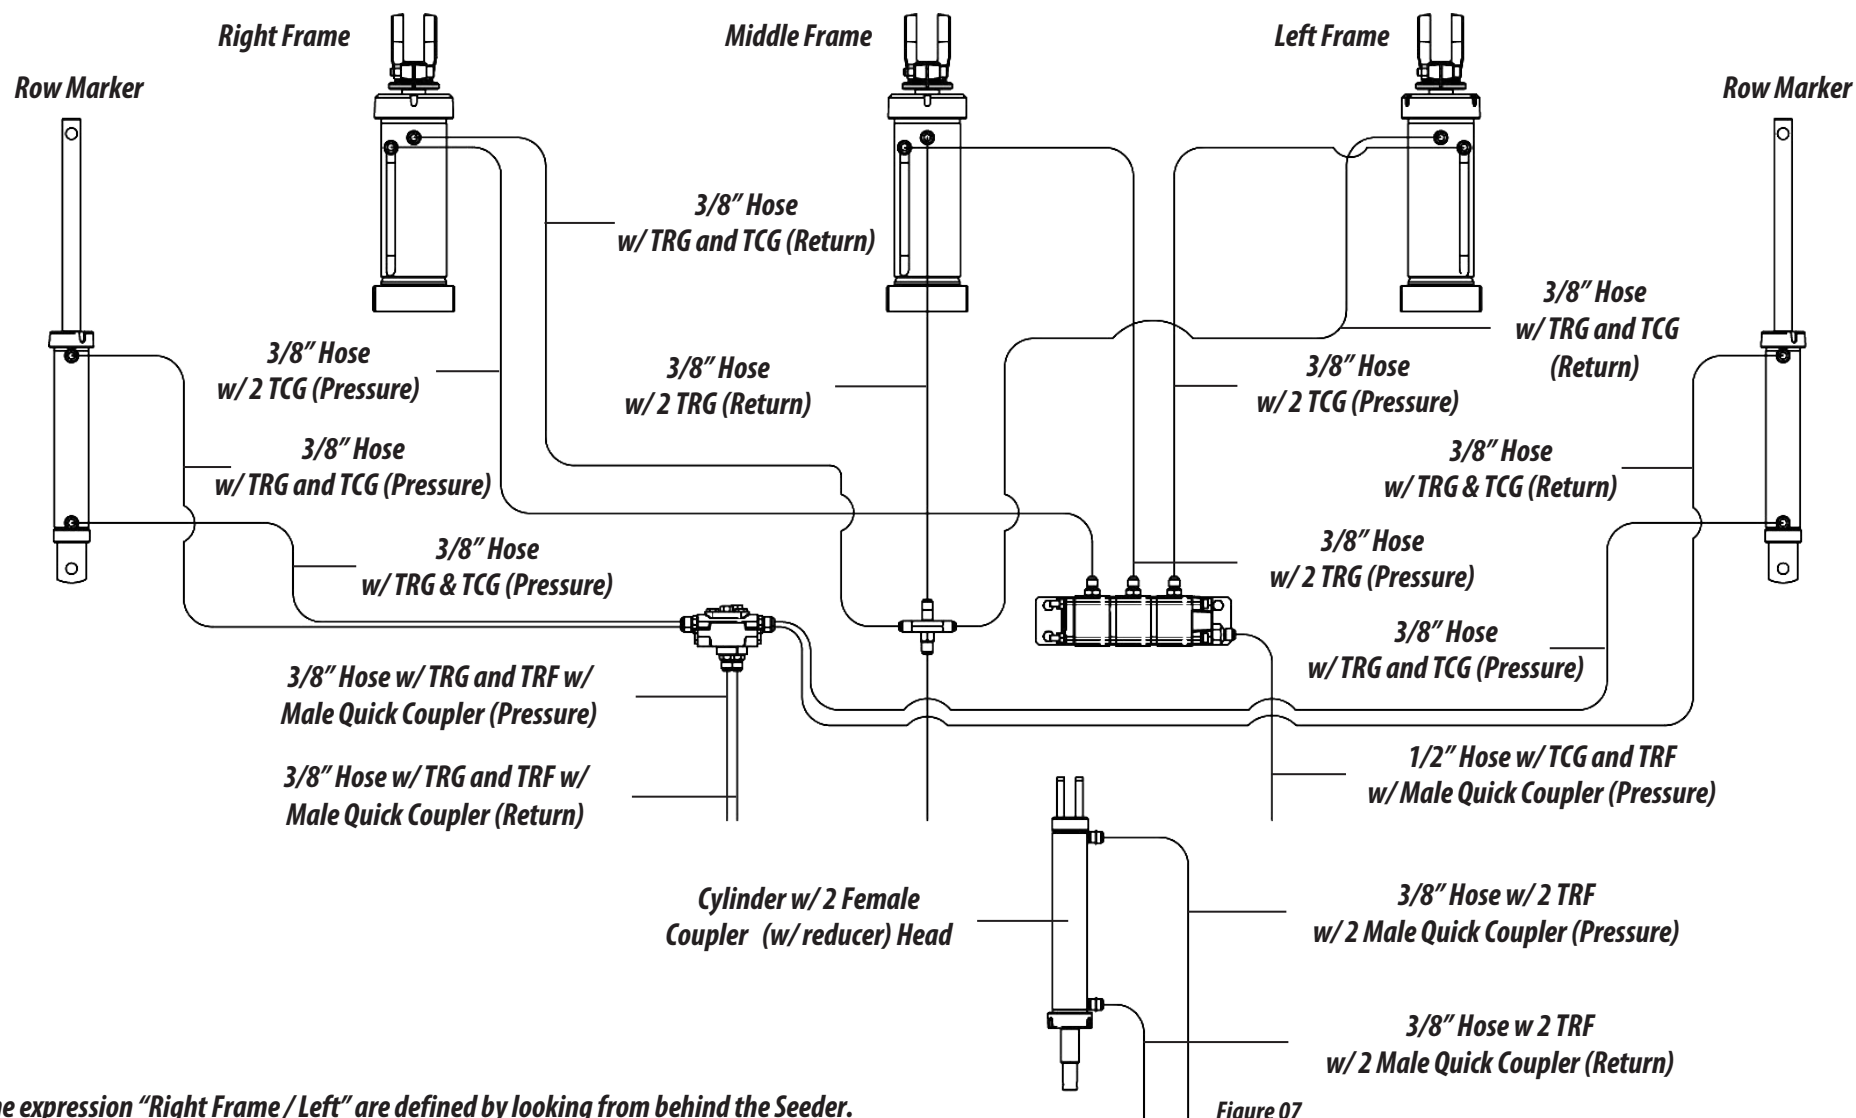 Right Frame
Middle Frame
Left Frame
Row Marker
Row Marker
3/8” Hose
w/ TRG and TCG (Return)
3/8” Hose
w/ TRG and TCG
(Return)
3/8” Hose
w/ 2 TCG (Pressure)
3/8” Hose
w/ 2 TRG (Return)
3/8” Hose
w/ 2 TCG (Pressure)
3/8” Hose
w/ TRG and TCG (Pressure)
3/8” Hose
w/ TRG & TCG (Return)
3/8” Hose
w/ TRG & TCG (Pressure)
3/8” Hose
w/ 2 TRG (Pressure)
3/8” Hose
w/ TRG and TCG (Pressure)
3/8” Hose w/ TRG and TRF w/
Male Quick Coupler (Pressure)
3/8” Hose w/ TRG and TRF w/
Male Quick Coupler (Return)
1/2” Hose w/ TCG and TRF
w/ Male Quick Coupler (Pressure)
Cylinder w/ 2 Female
Coupler (w/ reducer) Head
3/8” Hose w/ 2 TRF
w/ 2 Male Quick Coupler (Pressure)
3/8” Hose w 2 TRF
w/ 2 Male Quick Coupler (Return)
expression “Right Frame / Left” are defined by looking from behind the Seeder.
Figure 07